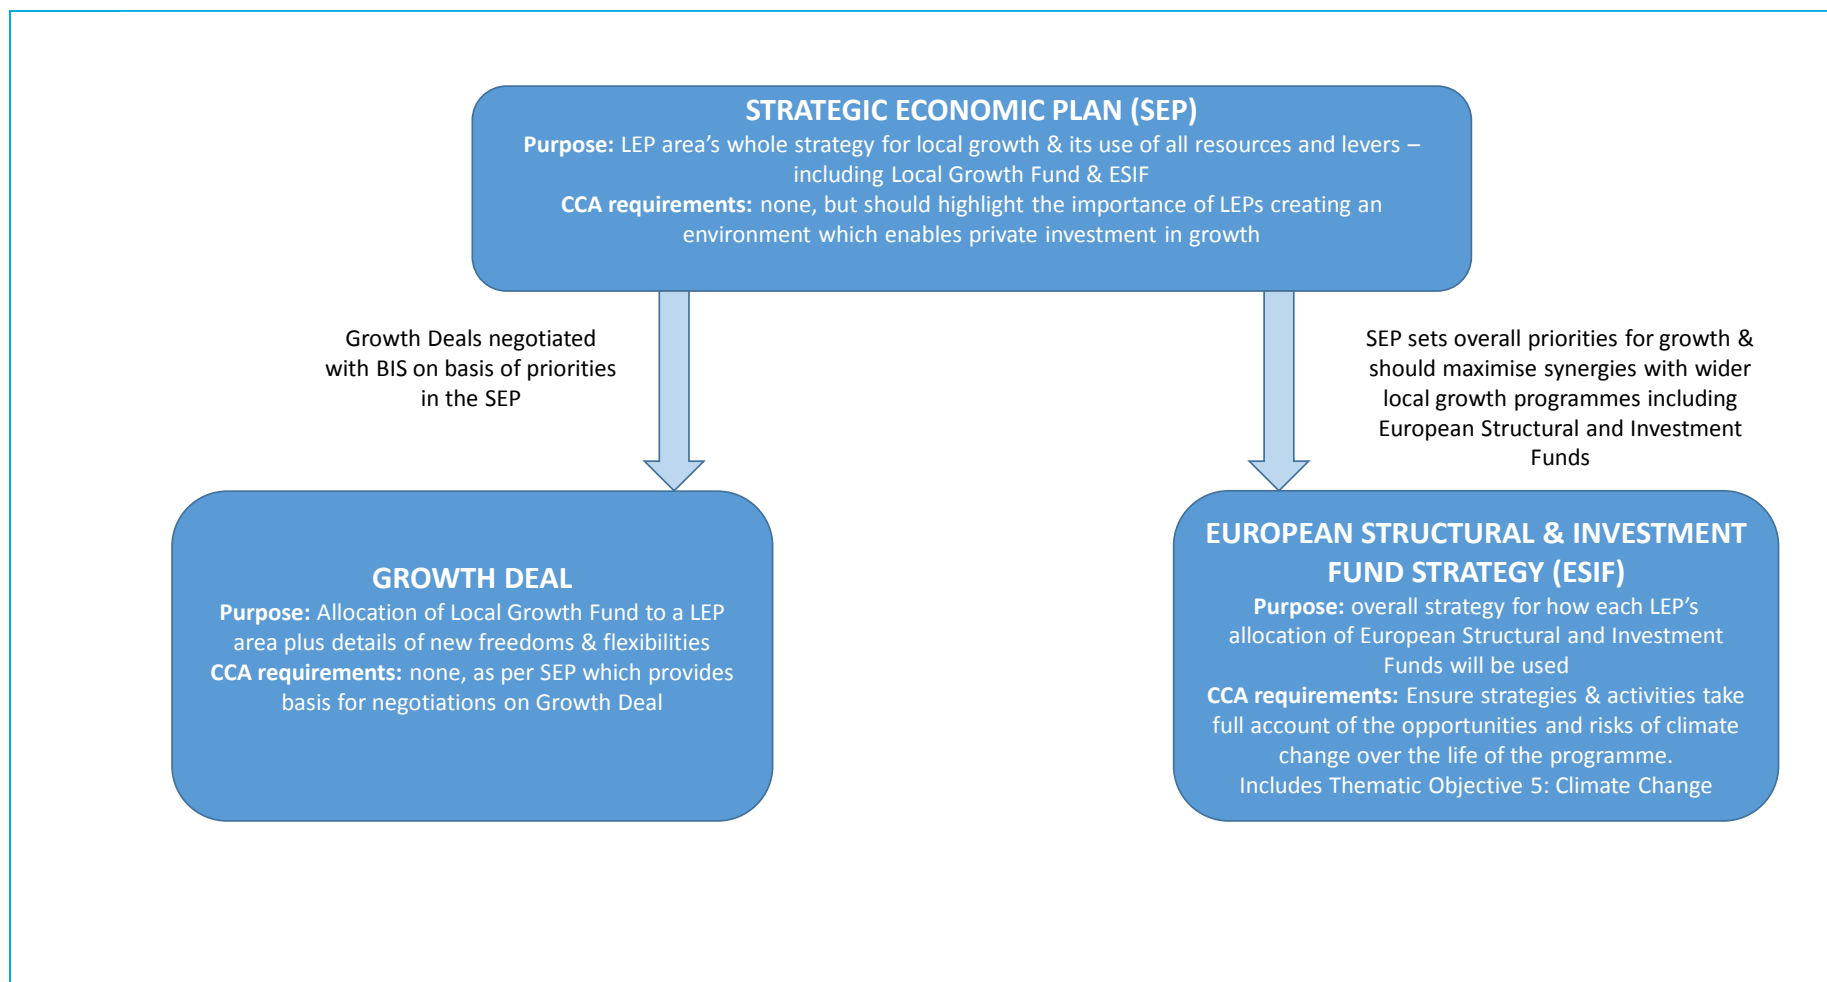 STRATEGIC ECONOMIC PLAN (SEP)
Purpose: LEP area’s whole strategy for local growth & its use of all resources and levers –
including Local Growth Fund & ESIF
CCA requirements: none, but should highlight the importance of LEPs creating an
environment which enables private investment in growth
Growth Deals negotiated
with BIS on basis of priorities
in the SEP
SEP sets overall priorities for growth &
should maximise synergies with wider
local growth programmes including
European Structural and Investment
Funds
GROWTH DEAL
Purpose: Allocation of Local Growth Fund to a LEP
area plus details of new freedoms & flexibilities
CCA requirements: none, as per SEP which provides
basis for negotiations on Growth Deal
EUROPEAN STRUCTURAL & INVESTMENT
FUND STRATEGY (ESIF)
Purpose: overall strategy for how each LEP’s
allocation of European Structural and Investment
Funds will be used
CCA requirements: Ensure strategies & activities take
full account of the opportunities and risks of climate
change over the life of the programme.
Includes Thematic Objective 5: Climate Change